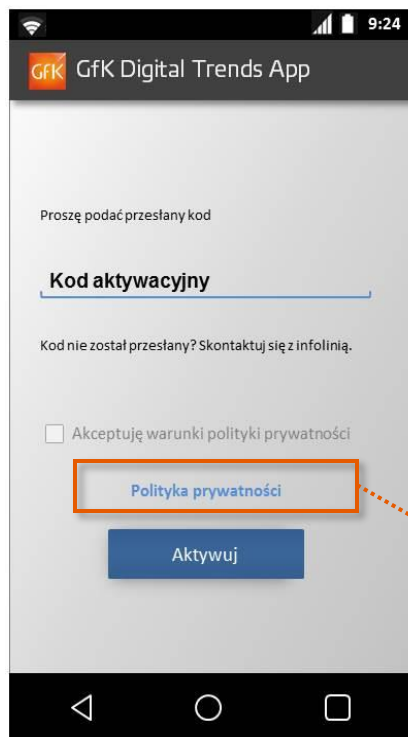 9:24
GfK GfK Digital Trends App
Proszę podać przesłany kod
Kod aktywacyjny
Kod nie został przesłany? Skontaktuj się z infolinią.
Akceptuję warunki polityki prywatności
Polityka prywatności
Aktywuj